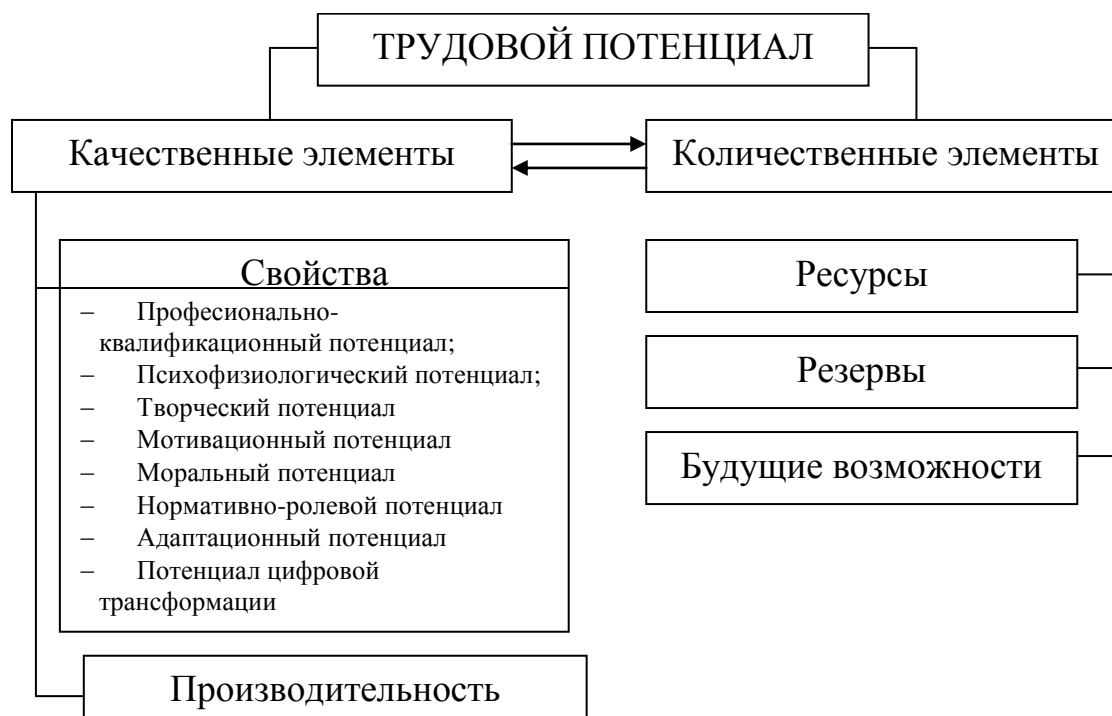 ТРУДОВОЙ ПОТЕНЦИАЛ
Качественные элементы
Количественные элементы
Свойства
– Професионально-
квалификационный потенциал;
– Психофизиологический потенциал;
– Творческий потенциал
– Мотивационный потенциал
– Моральный потенциал
– Нормативно-ролевой потенциал
– Адаптационный потенциал
– Потенциал цифровой
трансформации
Производительность
Ресурсы
Резервы
Будущие возможности